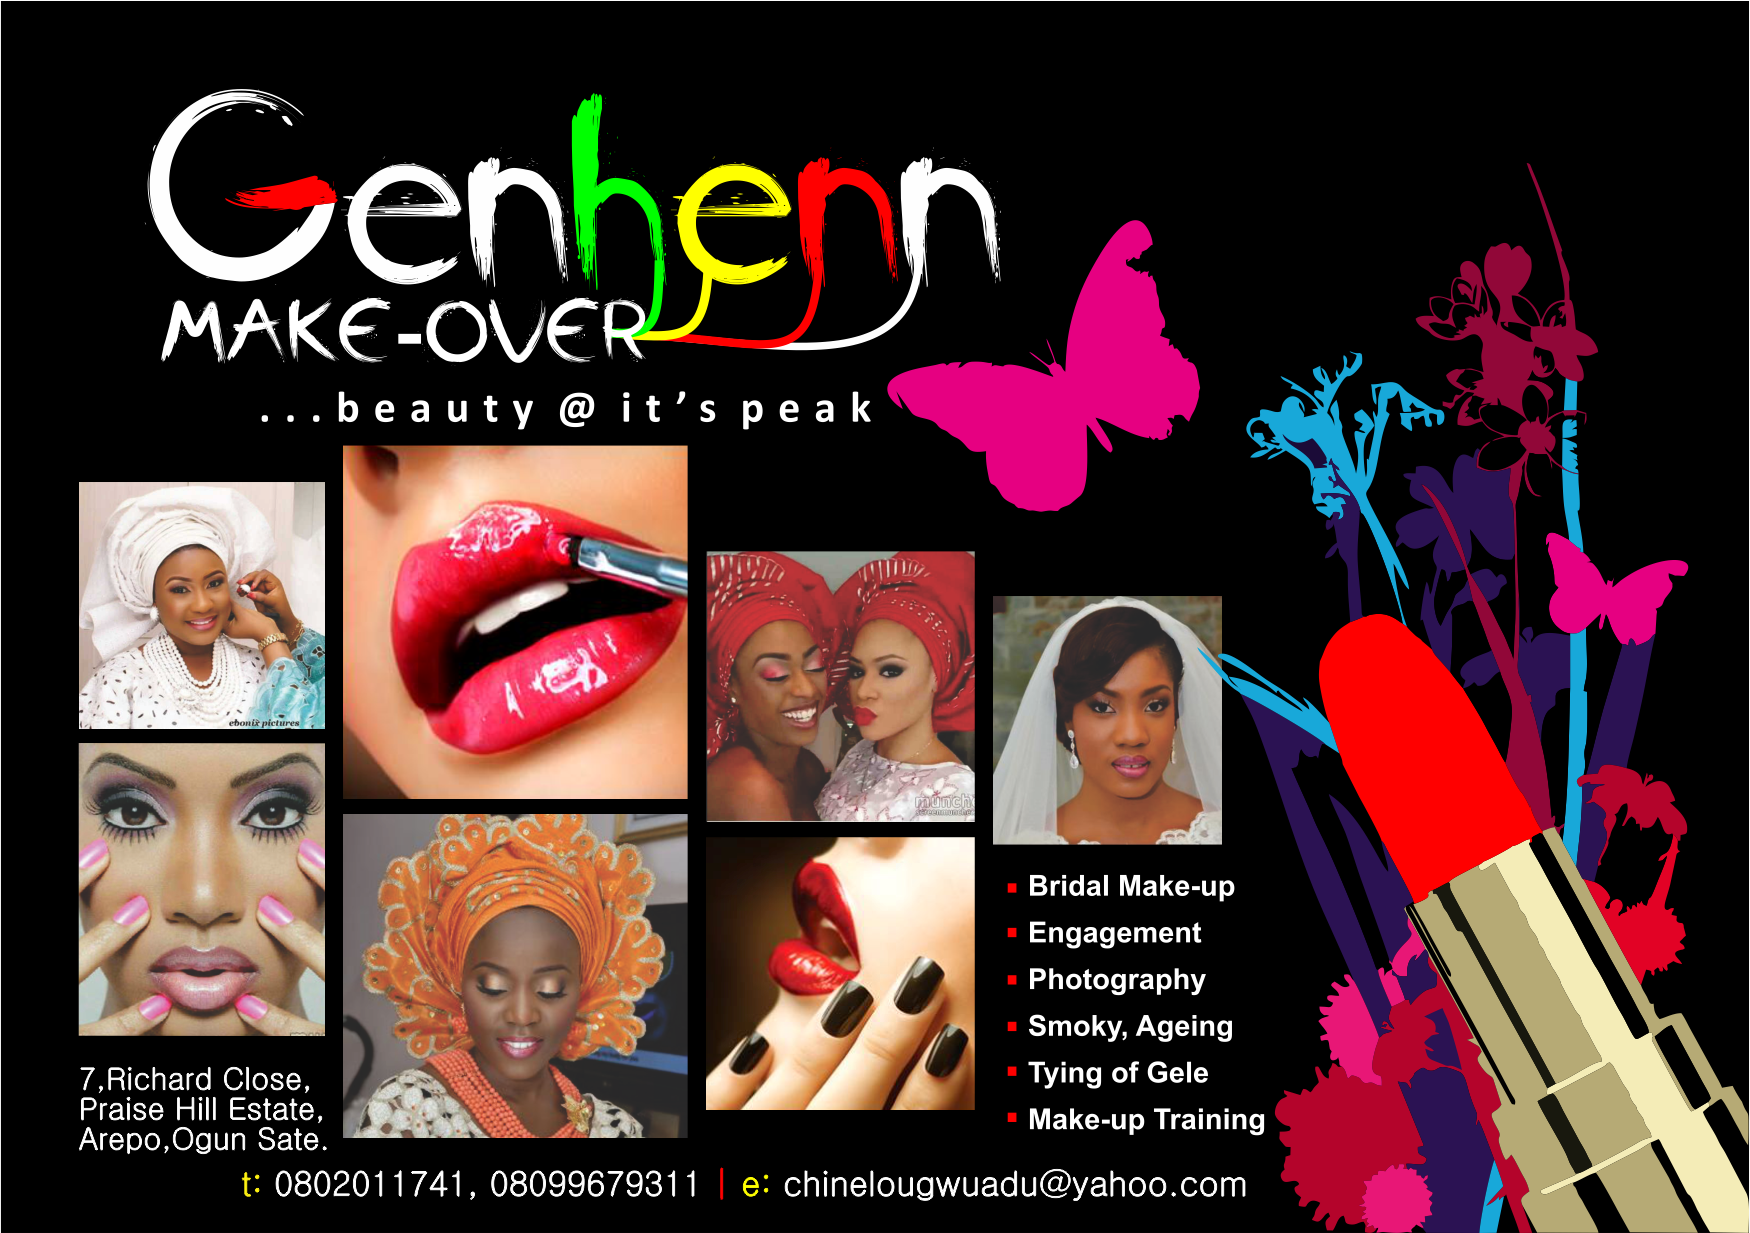 Genhenn
MAKE-OVER
...beauty @ it's peak
ebonix pictures
Bridal Make-up
Engagement
Photography
Smoky, Ageing
Tying of Gele
Make-up Training
7,Richard Close,
Praise Hill Estate,
Arepo,Ogun Sate.
t: 0802011741, 08099679311 | e: chinelougwuadu@yahoo.com